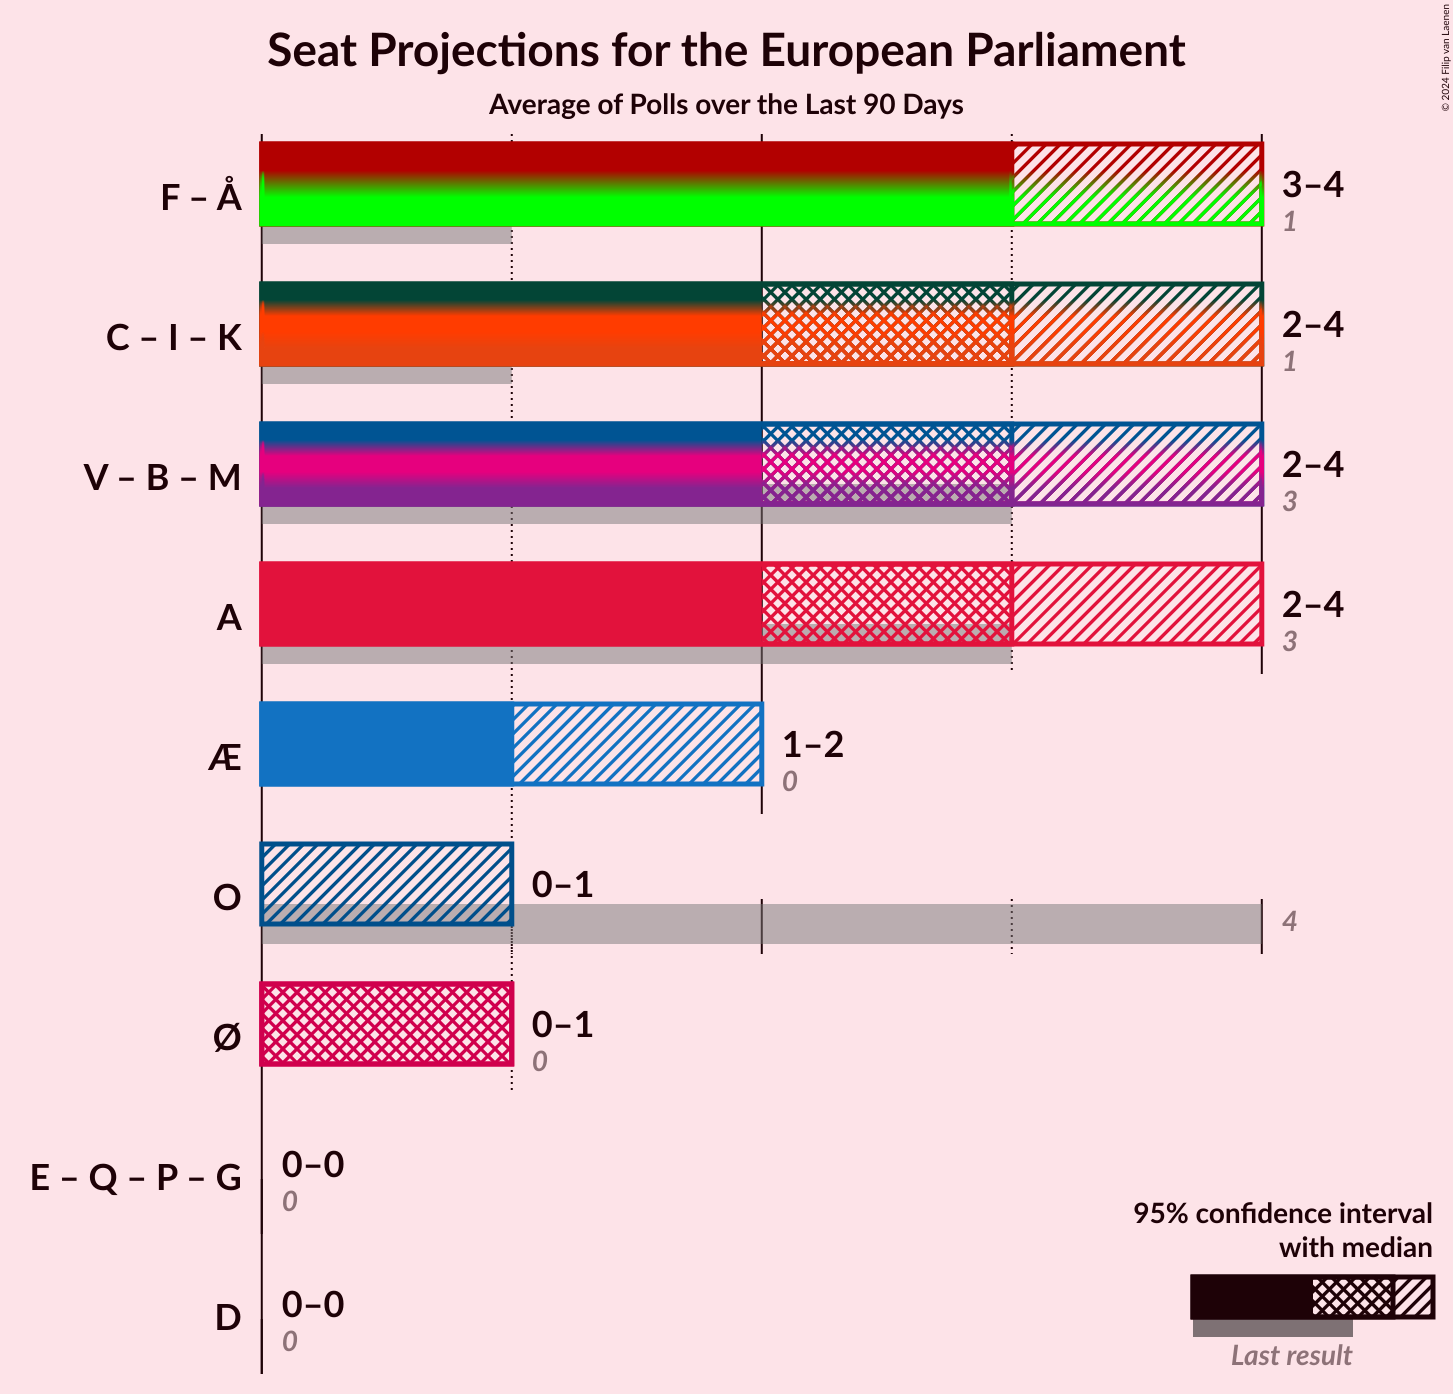 Seat Projections for the European Parliament
Average of Polls over the Last 90 Days
© 2024 Filip van Laenen
F – Å
3–4
1
C – I – K
2–4
1
V – B – M
2–4
3
A
2–4
3
Æ
1–2
0
O
0–1
4
Ø
0–1
0
E – Q – P – G
0–0
0
D
0–0
0
95% confidence interval
with median
Last result